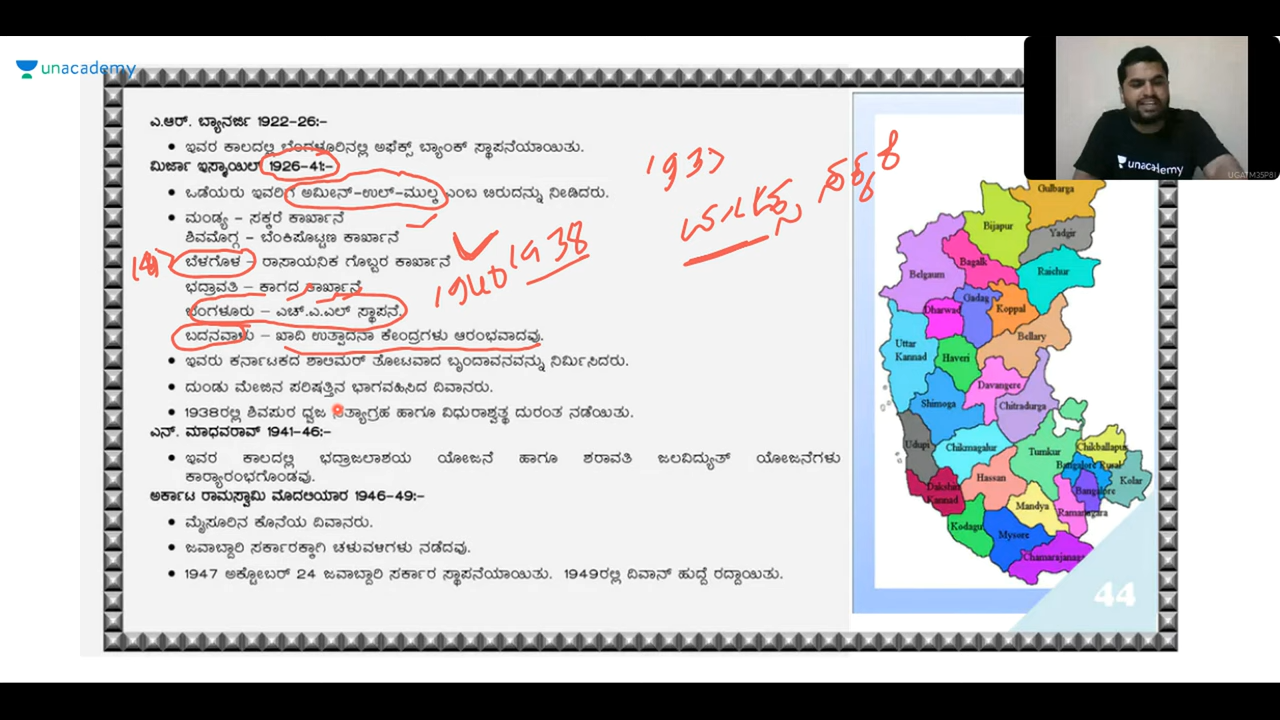 unacademy
ಎ.ಆರ್. ಬ್ಯಾನರ್ಜಿ 1922-26:-
• ಇವರ ಕಾಲದಲ್ಲಿ ಬೆಂಗಳೂರಿನಲ್ಲಿ ಅಫೆಕ್ಸ್ ಬ್ಯಾಂಕ್ ಸ್ಥಾಪನೆಯಾಯಿತು.
ಮಿರ್ಜಾ ಇಸ್ಮಾಯಿಲ್ 1926-41:-
• ಒಡೆಯರು ಇವರಿಗೆ ಅಮೀನ್-ಉಲ್-ಮುಲ್ಕ ಎಂಬ ಬಿರುದನ್ನು ನೀಡಿದರು.
• ಮಂಡ್ಯ – ಸಕ್ಕರೆ ಕಾರ್ಖಾನೆ
ಶಿವಮೊಗ್ಗ – ಬೆಂಕಿಪೊಟ್ಟಣ ಕಾರ್ಖಾನೆ
ಬೆಳಗೊಳ – ರಾಸಾಯನಿಕ ಗೊಬ್ಬರ ಕಾರ್ಖಾನೆ
ಭದ್ರಾವತಿ – ಕಾಗದ ಕಾರ್ಖಾನೆ
ಬೆಂಗಳೂರು – ಎಚ್.ಎ.ಎಲ್ ಸ್ಥಾಪನೆ.
ಬದನವಾಳು – ಖಾದಿ ಉತ್ಪಾದನಾ ಕೇಂದ್ರಗಳು ಆರಂಭವಾದವು.
• ಇವರು ಕರ್ನಾಟಕದ ಶಾಲಿಮರ್ ತೋಟವಾದ ಬೃಂದಾವನವನ್ನು ನಿರ್ಮಿಸಿದರು.
• ದುಂಡು ಮೇಜಿನ ಪರಿಷತ್ತಿನ ಭಾಗವಹಿಸಿದ ದಿವಾನರು.
• 1938ರಲ್ಲಿ ಶಿವಪುರ ಧ್ವಜ ಸತ್ಯಾಗ್ರಹ ಹಾಗೂ ವಿಧುರಾಶ್ವತ್ಥ ದುರಂತ ನಡೆಯಿತು.
ಎನ್. ಮಾಧವರಾವ್ 1941-46:-
• ಇವರ ಕಾಲದಲ್ಲಿ ಭದ್ರಾಜಲಾಶಯ ಯೋಜನೆ ಹಾಗೂ ಶರಾವತಿ ಜಲವಿದ್ಯುತ್ ಯೋಜನೆಗಳು
ಕಾರ್‍ಯಾರಂಭಗೊಂಡವು.
ಅರ್ಕಾಟ ರಾಮಸ್ವಾಮಿ ಮೊದಲಿಯಾರ 1946-49:-
• ಮೈಸೂರಿನ ಕೊನೆಯ ದಿವಾನರು.
• ಜವಾಬ್ದಾರಿ ಸರ್ಕಾರಕ್ಕಾಗಿ ಚಳುವಳಿಗಳು ನಡೆದವು.
• 1947 ಅಕ್ಟೋಬರ್ 24 ಜವಾಬ್ದಾರಿ ಸರ್ಕಾರ ಸ್ಥಾಪನೆಯಾಯಿತು. 1949ರಲ್ಲಿ ದಿವಾನ್ ಹುದ್ದೆ ರದ್ದಾಯಿತು.
1937
1938
1940
unacademy
UGATM35P8I
Gulbarga
Bijapur
Yadgir
Bagalk
Belgaum
Raichur
Gadag
Koppal
Dharwad
Bellary
Uttar
Kannad
Haveri
Davangere
Shimoga
Chitradurga
Udupi
Chikmagalur
Tumkur
Chikballapur
Bangalore Rural
Kolar
Hassan
Dakshin
Kannad
Bangalore
Mandya
Ramanagara
Kodagu
Mysore
Chamarajanaga
44